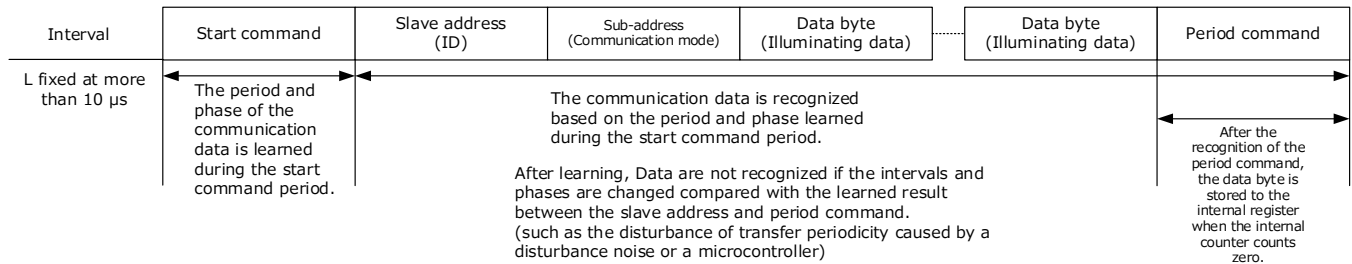 Interval
Start command
Slave address
(ID)
Sub-address
(Communication mode)
Data byte
(Illuminating data)
Data byte
(Illuminating data)
Period command
L fixed at more
than 10 μs
The period and
phase of the
communication
data is learned
during the start
command period.
The communication data is recognized
based on the period and phase learned
during the start command period.
After learning, Data are not recognized if the intervals and
phases are changed compared with the learned result
between the slave address and period command.
(such as the disturbance of transfer periodicity caused by a
disturbance noise or a microcontroller)
After the
recognition of the
period command,
the data byte is
stored to the
internal register
when the internal
counter counts
zero.